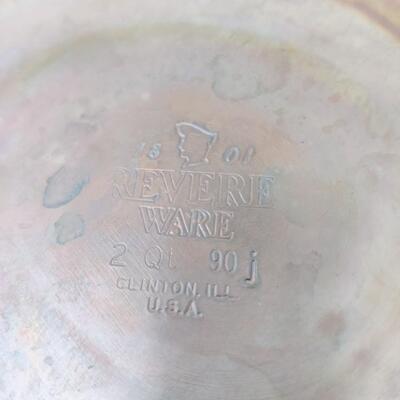 1801
REVERE
WARE
2 Qt 90 j
CLINTON, ILL
U.S.A.